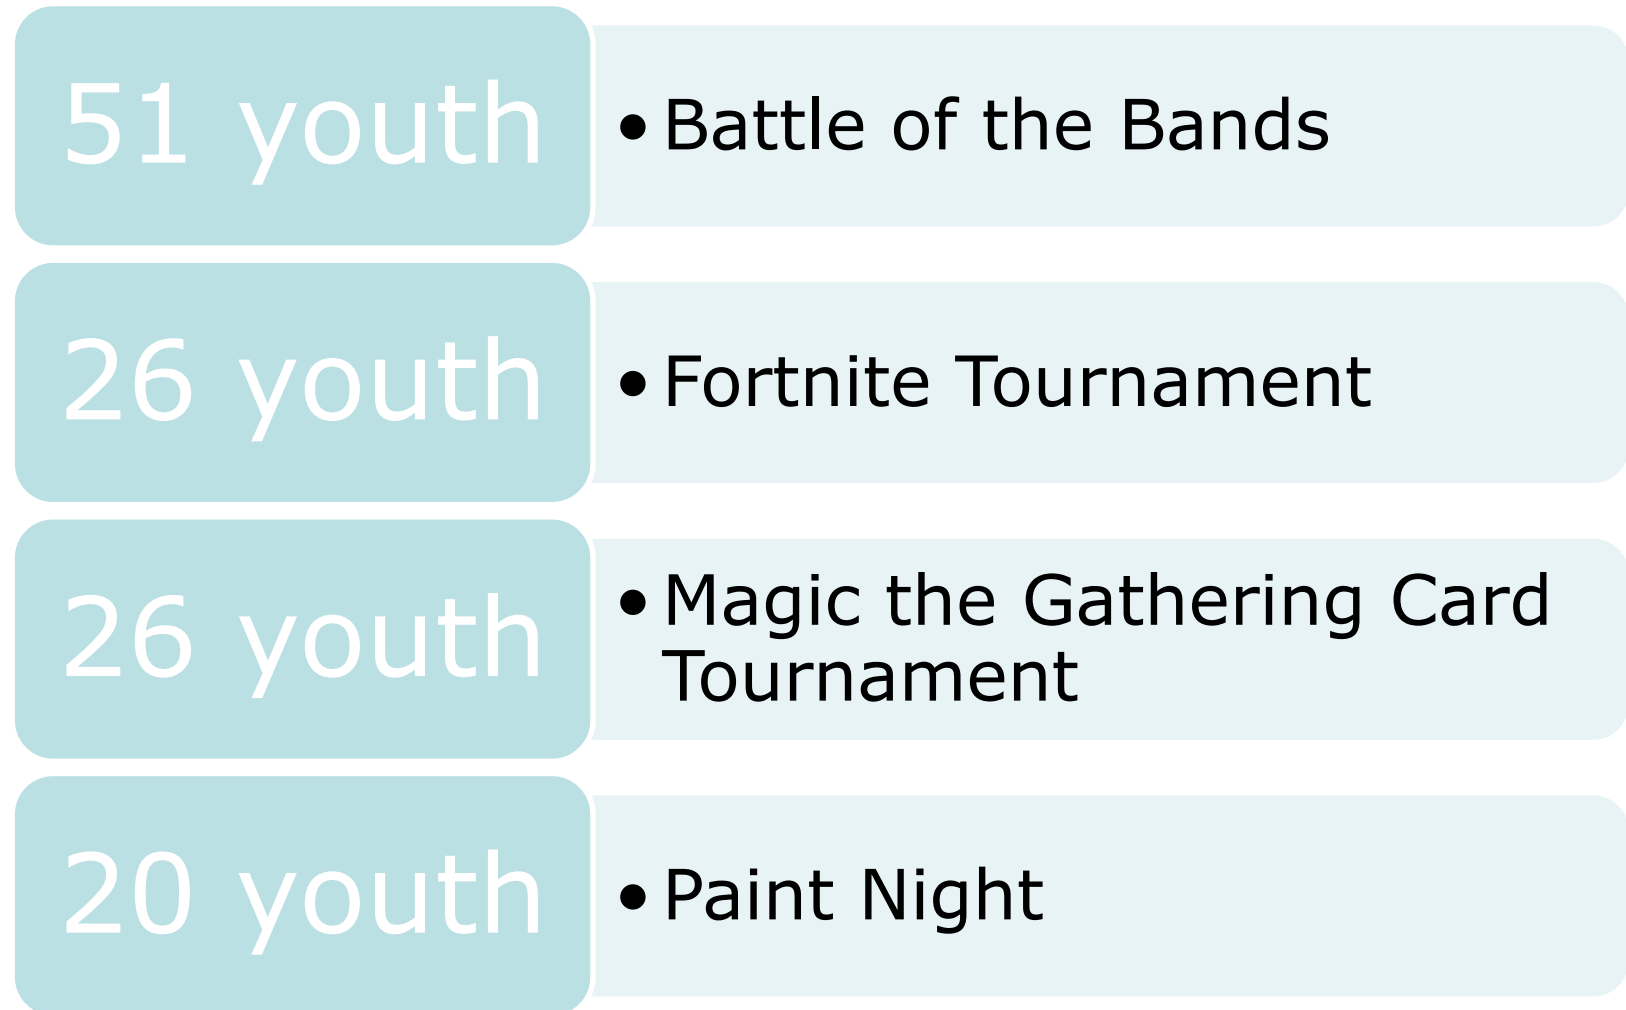 51 youth
• Battle of the Bands
26 youth
• Fortnite Tournament
26 youth
• Magic the Gathering Card
Tournament
20 youth
• Paint Night